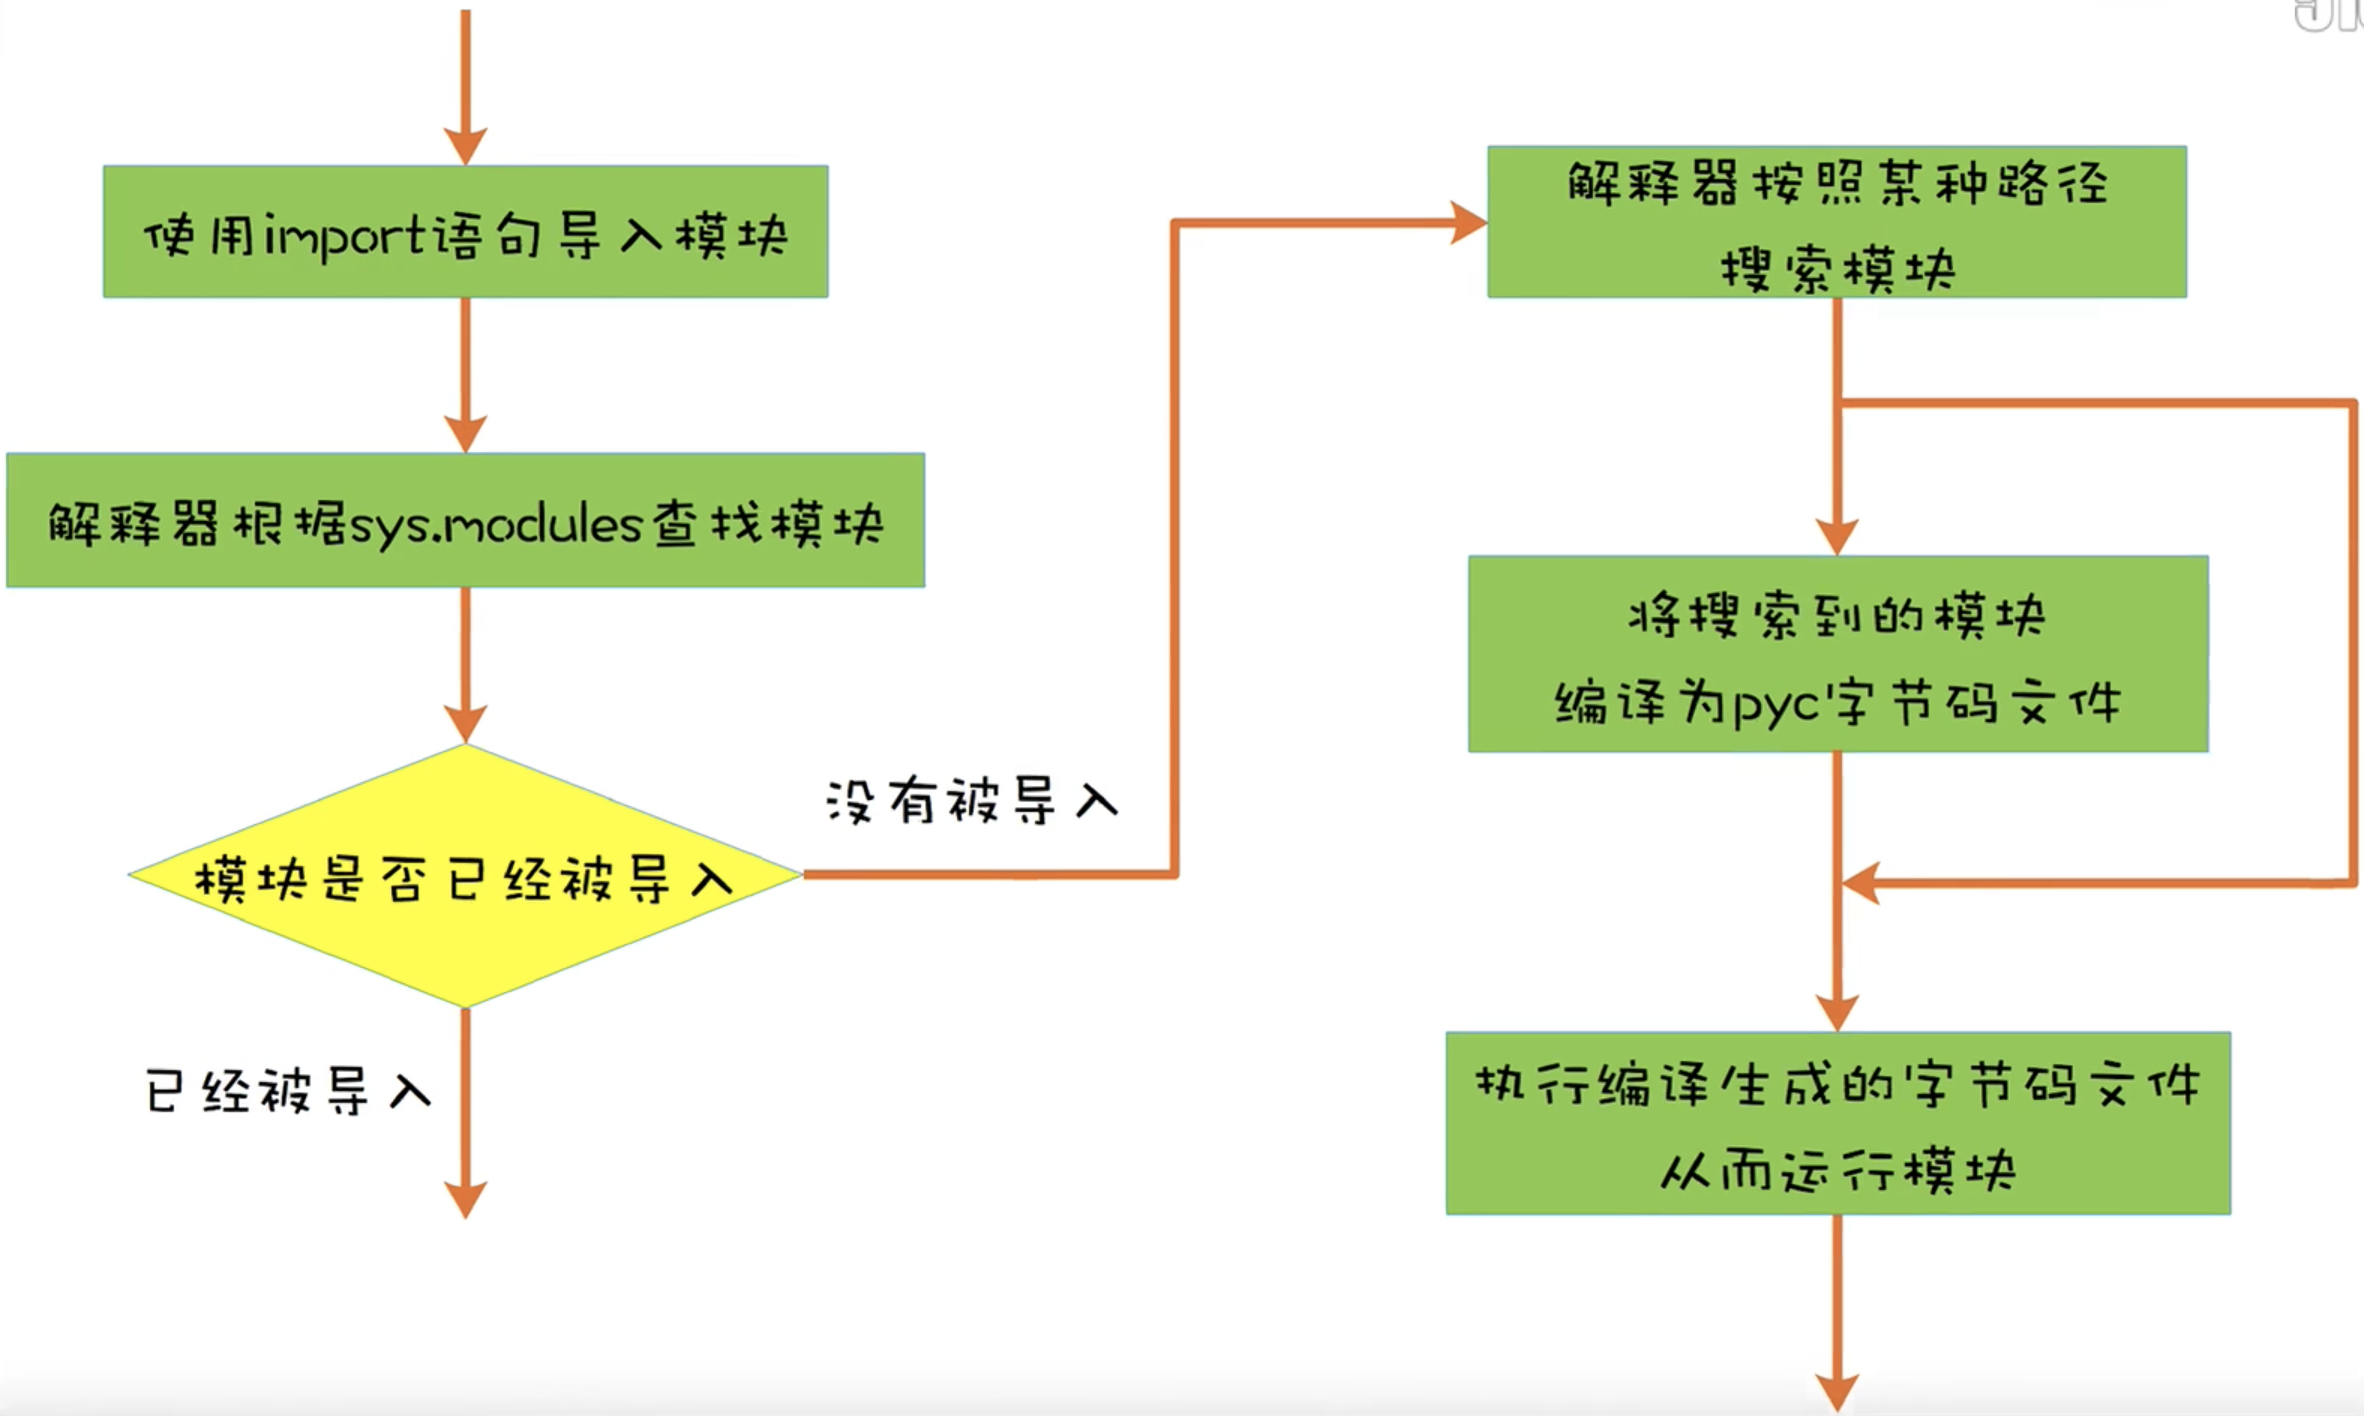 使用import语句导入模块
解释器根据sys.modules查找模块
模块是否已经被导入
没有被导入
已经被导入
解释器按照某种路径
搜索模块
将搜索到的模块
编译为pyc字节码文件
执行编译生成的字节码文件
从而运行模块